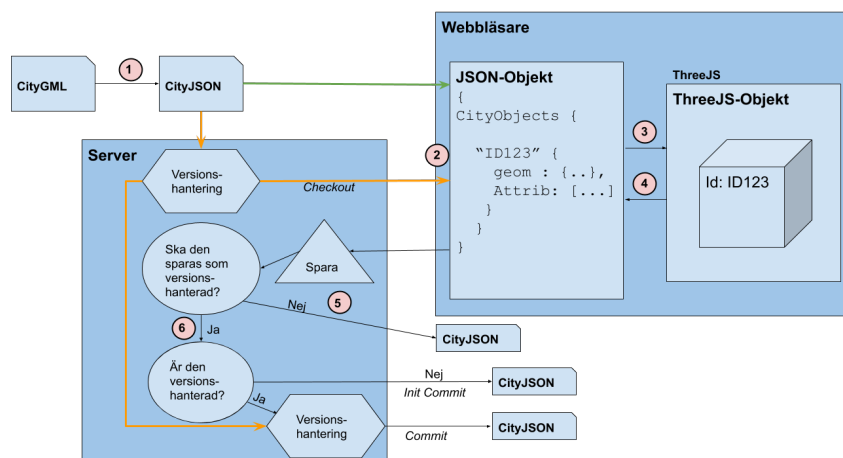 Webbläsare
1
CityGML
CityJSON
JSON-Objekt
{
CityObjects {
“ID123” {
geom : {..},
Attrib: [...]
}
}
}
ThreeJS
ThreeJS-Objekt
3
4
Id: ID123
Server
2
Versions-
hantering
Checkout
Ska den
sparas som
versions-
hanterad?
Spara
Nej
5
CityJSON
6
Ja
Är den
versions-
hanterad?
Nej
Init Commit
CityJSON
Ja
Versions-
hantering
Commit
CityJSON